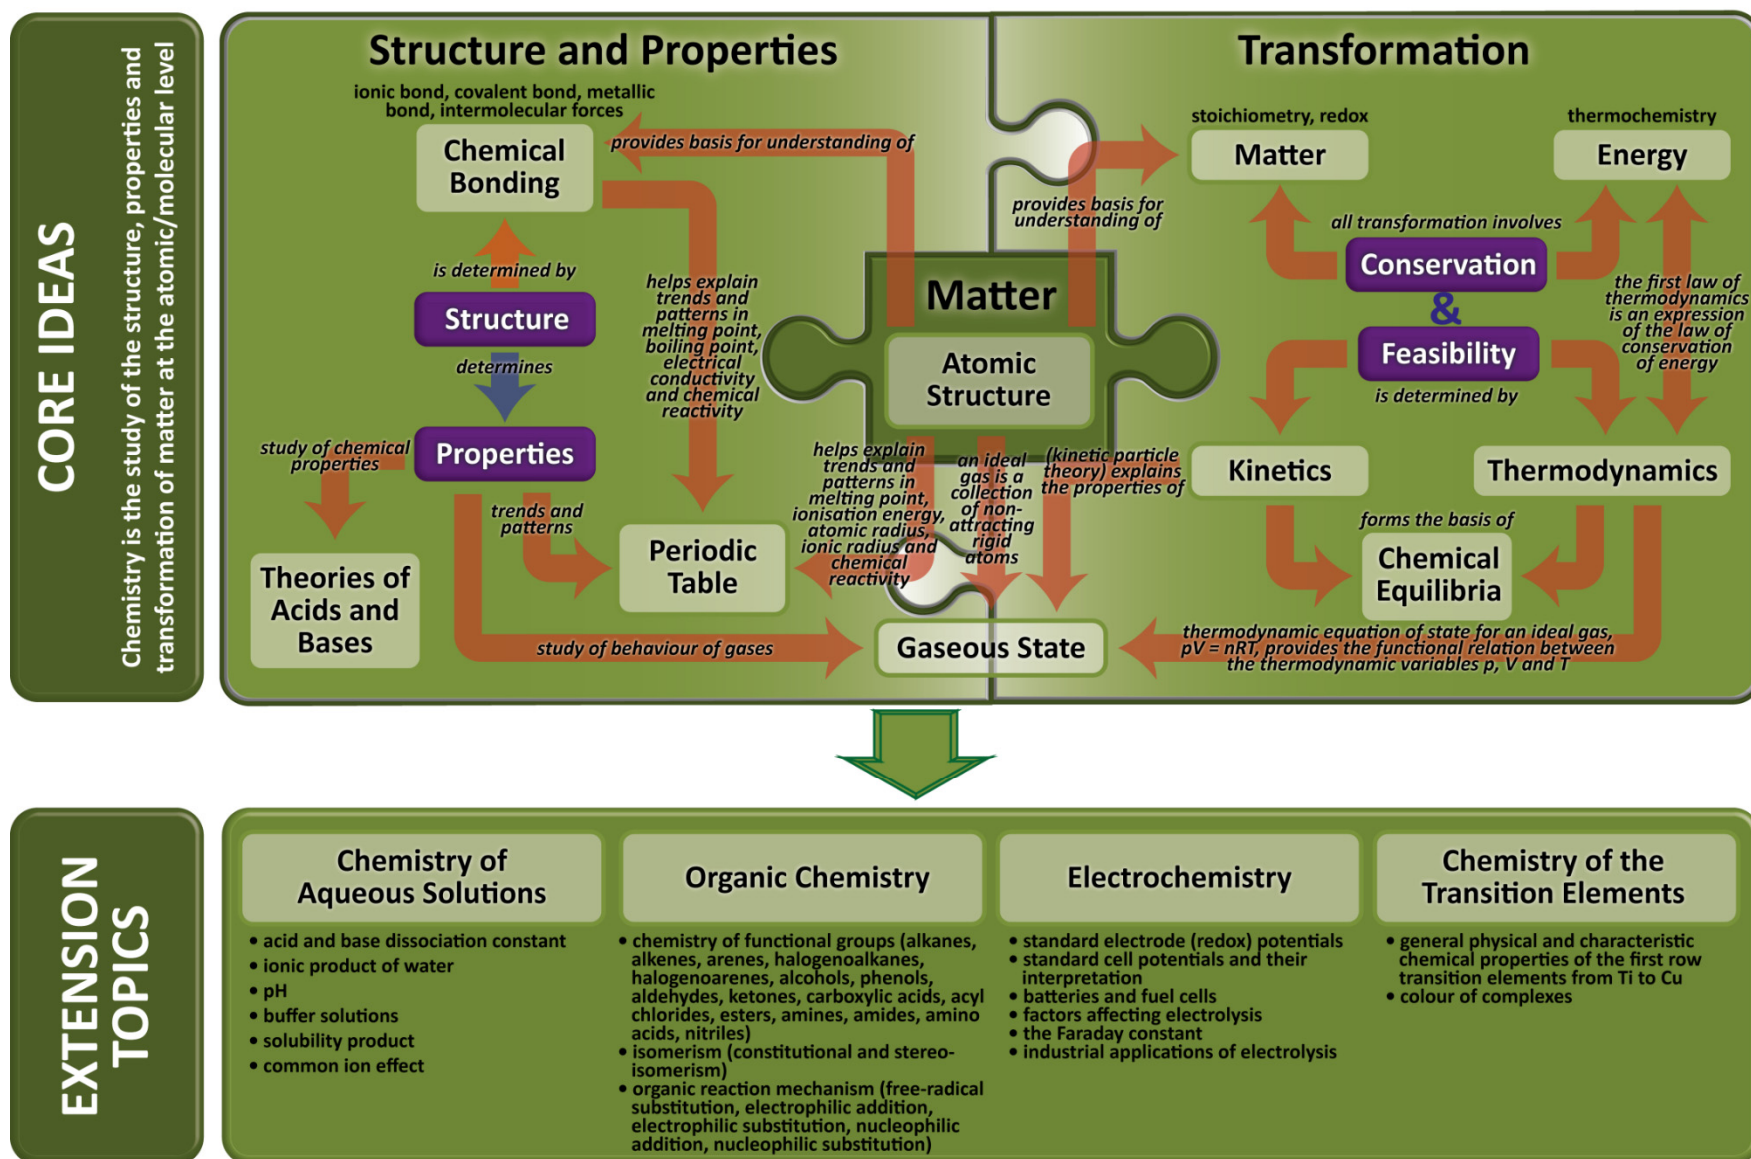 CORE IDEAS
Chemistry is the study of the structure, properties and
transformation of matter at the atomic/molecular level
Structure and Properties
ionic bond, covalent bond, metallic
bond, intermolecular forces
Chemical
Bonding
provides basis for understanding of
is determined by
Structure
determines
Properties
study of chemical
properties
trends and
patterns
Theories of
Acids and
Bases
helps explain
trends and
patterns in
melting point,
boiling point,
electrical
conductivity
and chemical
reactivity
Periodic
Table
study of behaviour of gases
Matter
Atomic
Structure
helps explain
trends and
patterns in
melting point,
ionisation energy,
atomic radius,
ionic radius and
chemical
reactivity
an ideal
gas is a
collection
of non-
attracting
rigid
atoms
(kinetic particle
theory) explains
the properties of
Gaseous State
Transformation
stoichiometry, redox
Matter
thermochemistry
Energy
provides basis for
understanding of
all transformation involves
Conservation
&
Feasibility
is determined by
the first law of
thermodynamics
is an expression
of the law of
conservation
of energy
Kinetics
Thermodynamics
forms the basis of
Chemical
Equilibria
thermodynamic equation of state for an ideal gas,
pV = nRT, provides the functional relation between
the thermodynamic variables p, V and T
EXTENSION
TOPICS
Chemistry of
Aqueous Solutions
• acid and base dissociation constant
• ionic product of water
• pH
• buffer solutions
• solubility product
• common ion effect
Organic Chemistry
• chemistry of functional groups (alkanes,
alkenes, arenes, halogenoalkanes,
halogenoarenes, alcohols, phenols,
aldehydes, ketones, carboxylic acids, acyl
chlorides, esters, amines, amides, amino
acids, nitriles)
• isomerism (constitutional and stereo-
isomerism)
• organic reaction mechanism (free-radical
substitution, electrophilic addition,
electrophilic substitution, nucleophilic
addition, nucleophilic substitution)
Electrochemistry
• standard electrode (redox) potentials
• standard cell potentials and their
interpretation
• batteries and fuel cells
• factors affecting electrolysis
• the Faraday constant
• industrial applications of electrolysis
Chemistry of the
Transition Elements
• general physical and characteristic
chemical properties of the first row
transition elements from Ti to Cu
• colour of complexes